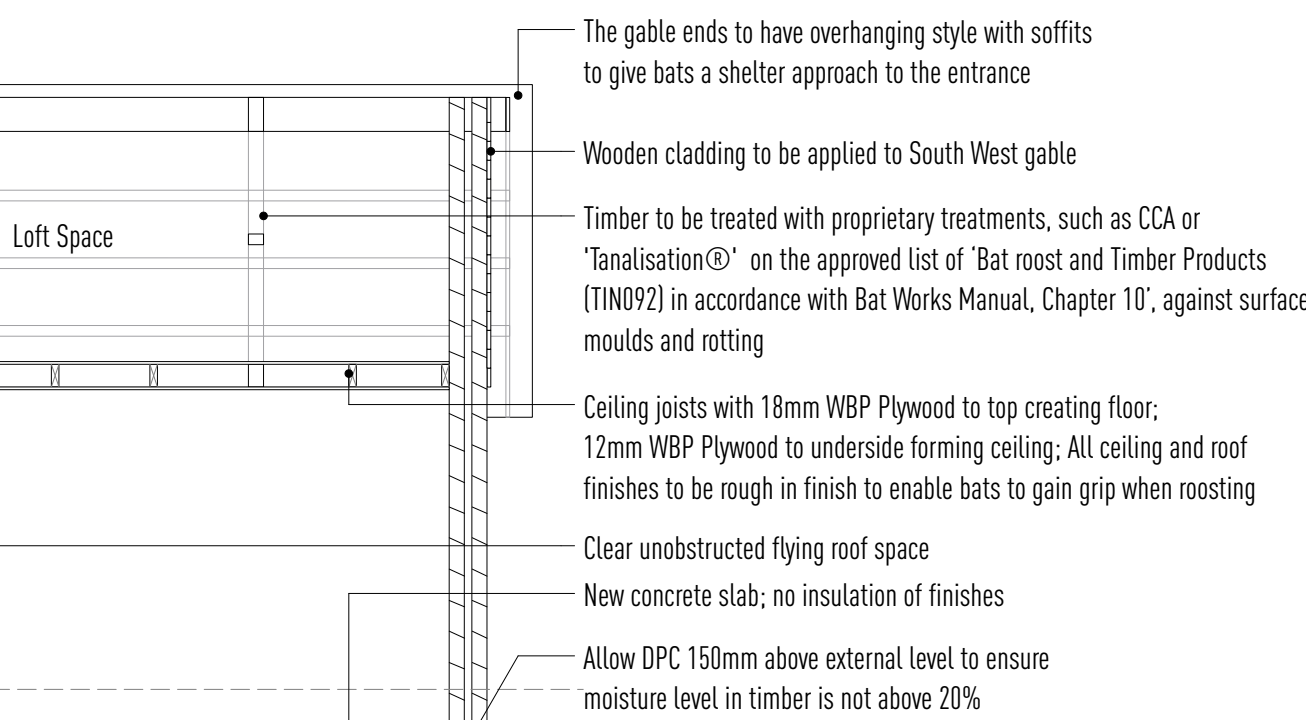 The gable ends to have overhanging style with soffits
to give bats a shelter approach to the entrance
Wooden cladding to be applied to South West gable
Timber to be treated with proprietary treatments, such as CCA or
'Tanalisation®' on the approved list of ‘Bat roost and Timber Products
(TIN092) in accordance with Bat Works Manual, Chapter 10’, against surface
moulds and rotting
Loft Space
Ceiling joists with 18mm WBP Plywood to top creating floor;
12mm WBP Plywood to underside forming ceiling; All ceiling and roof
finishes to be rough in finish to enable bats to gain grip when roosting
Clear unobstructed flying roof space
New concrete slab; no insulation of finishes
Allow DPC 150mm above external level to ensure
moisture level in timber is not above 20%